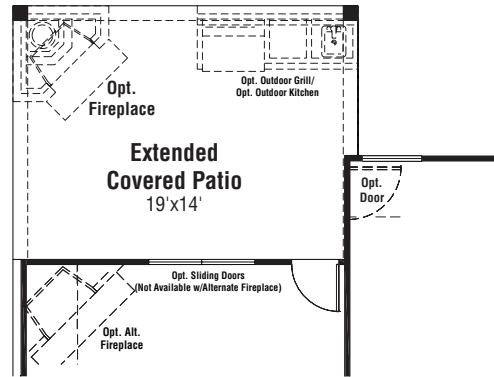 Opt.
Fireplace
Opt. Outdoor Grill/
Opt. Outdoor Kitchen
Extended
Covered Patio
19'x14'
Opt.
Door
Opt. Sliding Doors
(Not Available w/Alternate Fireplace)
Opt. Alt.
Fireplace